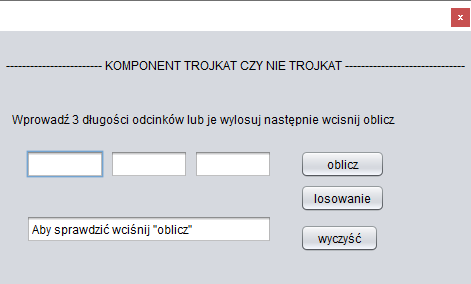 x
------------------------ KOMPONENT TROJKAT CZY NIE TROJKAT ------------------------------
Wprowadź 3 długości odcinków lub je wylosuj następnie wcisnij oblicz
oblicz
losowanie
Aby sprawdzić wciśnij "oblicz"
wyczyść